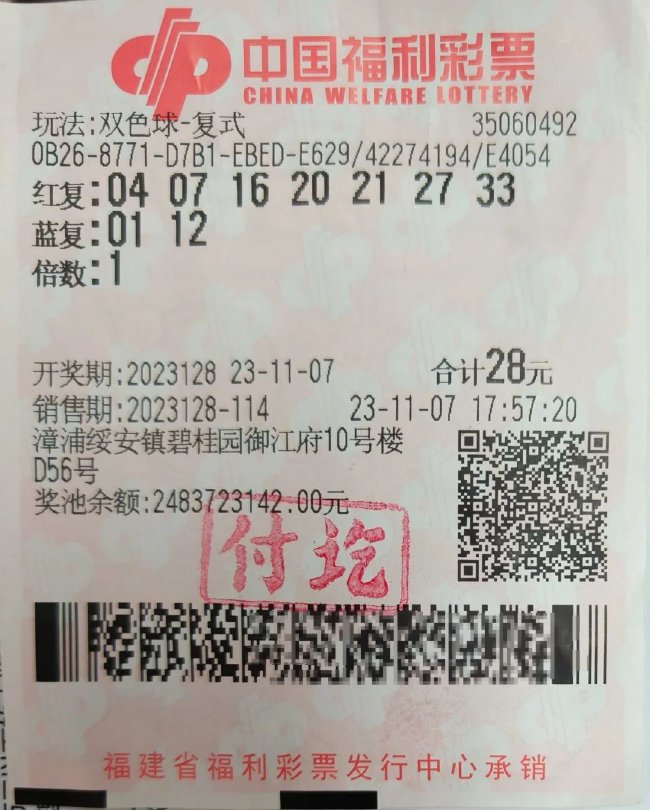 中国福利彩票
CHINA WELFARE LOTTERY
玩法:双色球-复式 35060492
0B26-8771-D7B1-EBED-E629/42274194/E4054
红复:04 07 16 20 21 27 33
蓝复:01 12
倍数:1
开奖期:2023128 23-11-07 合计28元
销售期:2023128-114 23-11-07 17:57:20
漳浦绥安镇碧桂园御江府10号楼
D56号
奖池余额:2483723142.00元
付讫
福建省福利彩票发行中心承销